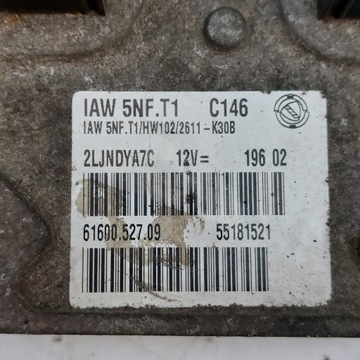 IAW 5NF.T1 C146
IAW 5NF.T1/HW102/2611-K30B
2LJNDYA7C 12V= 196 02
61600.527.09 55181521